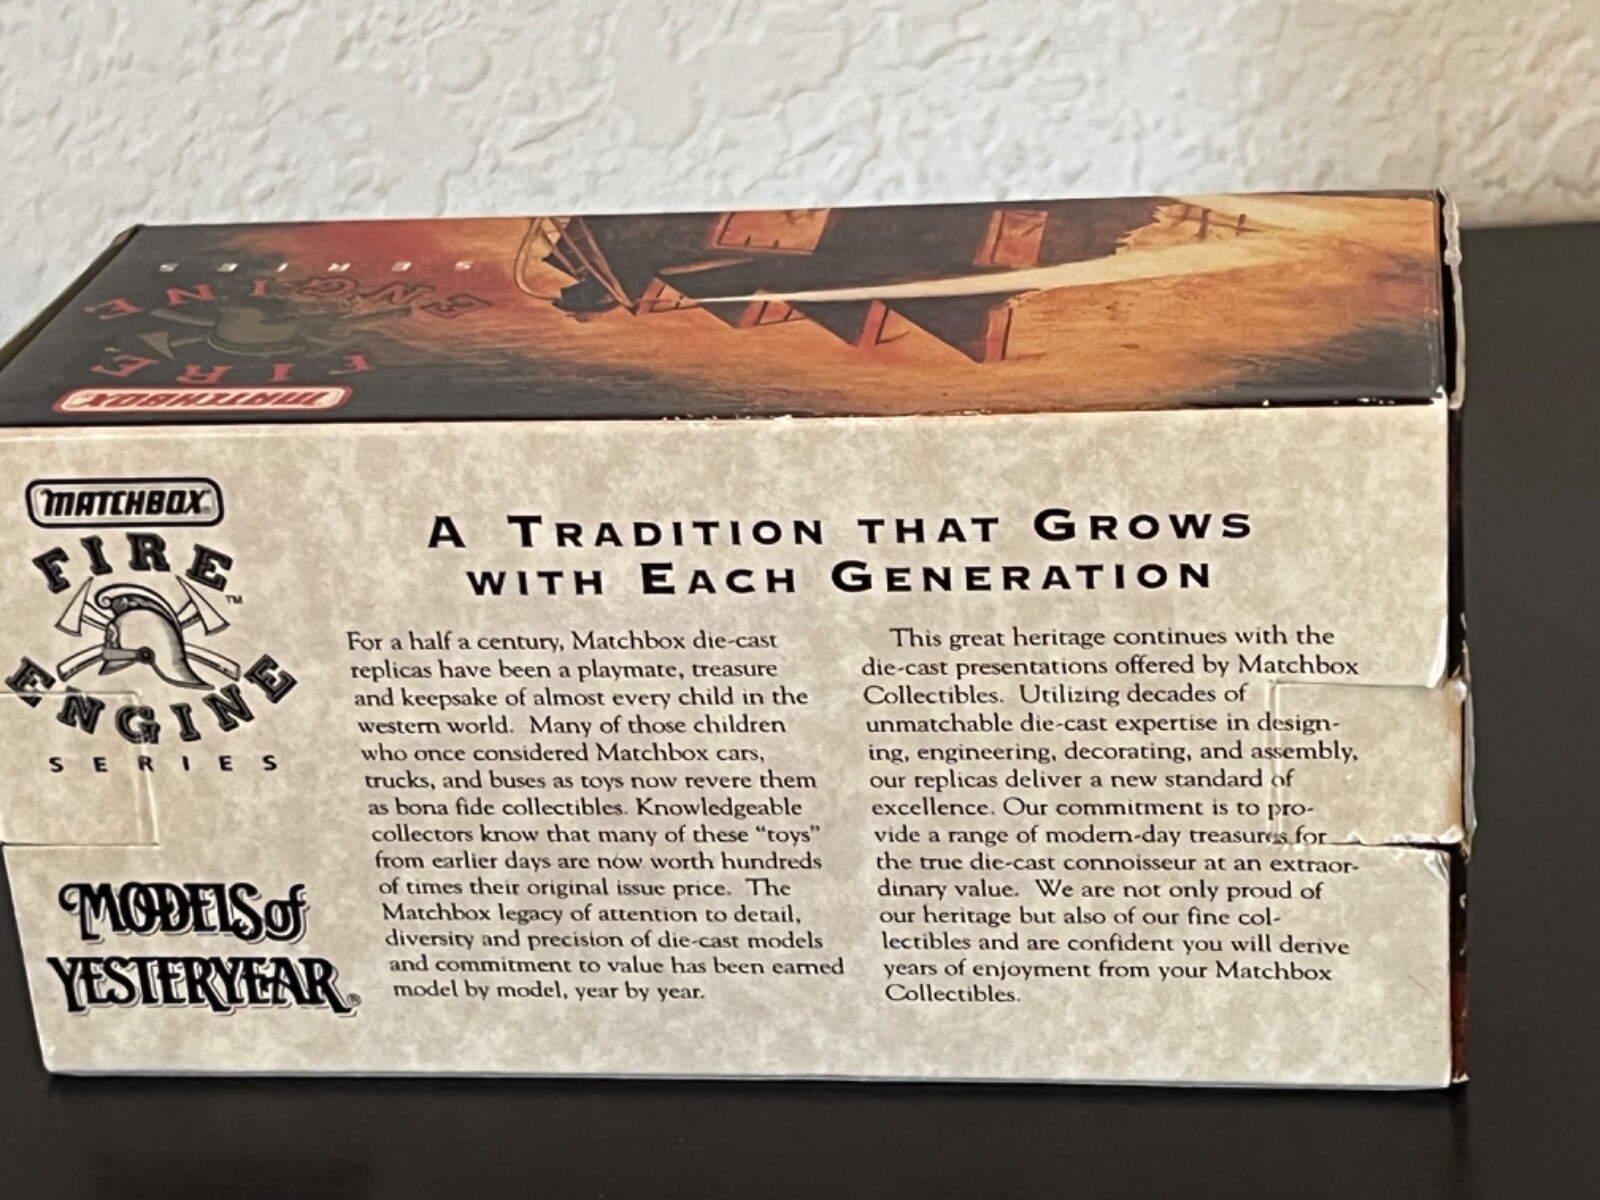 SERIES
ENGINE
FIRE
MATCHBOX
MATCHBOX
FIRE
ENGINE
SERIES
MODELS of
YESTERYEAR®
A TRADITION THAT GROWS
WITH EACH GENERATION
For a half a century, Matchbox die-cast
replicas have been a playmate, treasure
and keepsake of almost every child in the
western world. Many of those children
who once considered Matchbox cars,
trucks, and buses as toys now revere them
as bona fide collectibles. Knowledgeable
collectors know that many of these “toys”
from earlier days are now worth hundreds
of times their original issue price. The
Matchbox legacy of attention to detail,
diversity and precision of die-cast models
and commitment to value has been earned
model by model, year by year.
This great heritage continues with the
die-cast presentations offered by Matchbox
Collectibles. Utilizing decades of
unmatchable die-cast expertise in design-
ing, engineering, decorating, and assembly,
our replicas deliver a new standard of
excellence. Our commitment is to pro-
vide a range of modern-day treasures for
the true die-cast connoisseur at an extraor-
dinary value. We are not only proud of
our heritage but also of our fine col-
lectibles and are confident you will derive
years of enjoyment from your Matchbox
Collectibles.